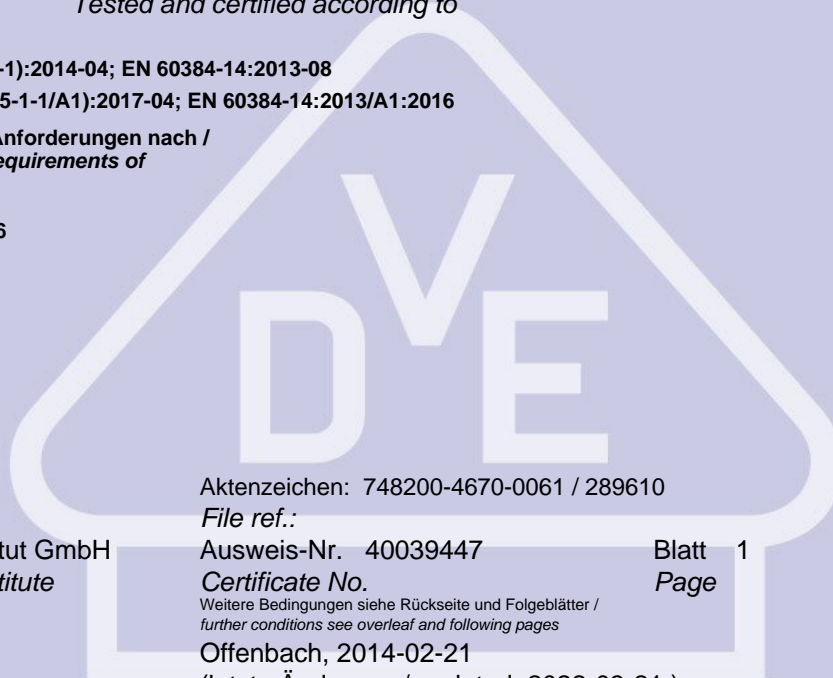 Tested and certified according to
-1):2014-04; EN 60384-14:2013-08
5-1-1/A1):2017-04; EN 60384-14:2013/A1:2016
Anforderungen nach /
equirements of
6
D V E
Aktenzeichen: 748200-4670-0061 / 289610
File ref.:
tut GmbH Ausweis-Nr. 40039447 Blatt 1
titute Certificate No. Page
Weitere Bedingungen siehe Rückseite und Folgeblätter /
further conditions see overleaf and following pages
Offenbach, 2014-02-21